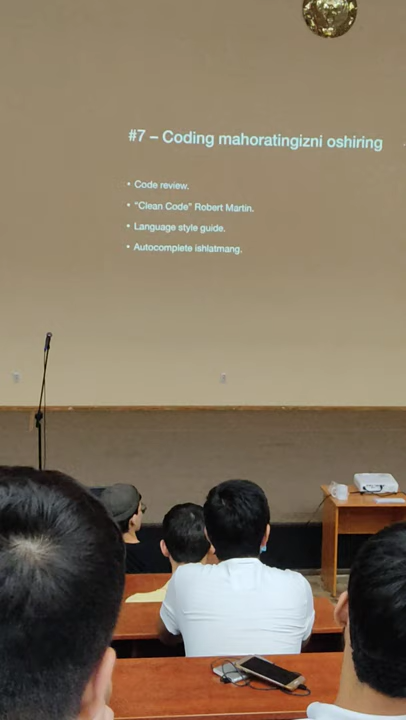 #7 – Coding mahoratingizni oshiring
• Code review.
• “Clean Code” Robert Martin.
• Language style guide.
• Autocomplete ishlatmang.